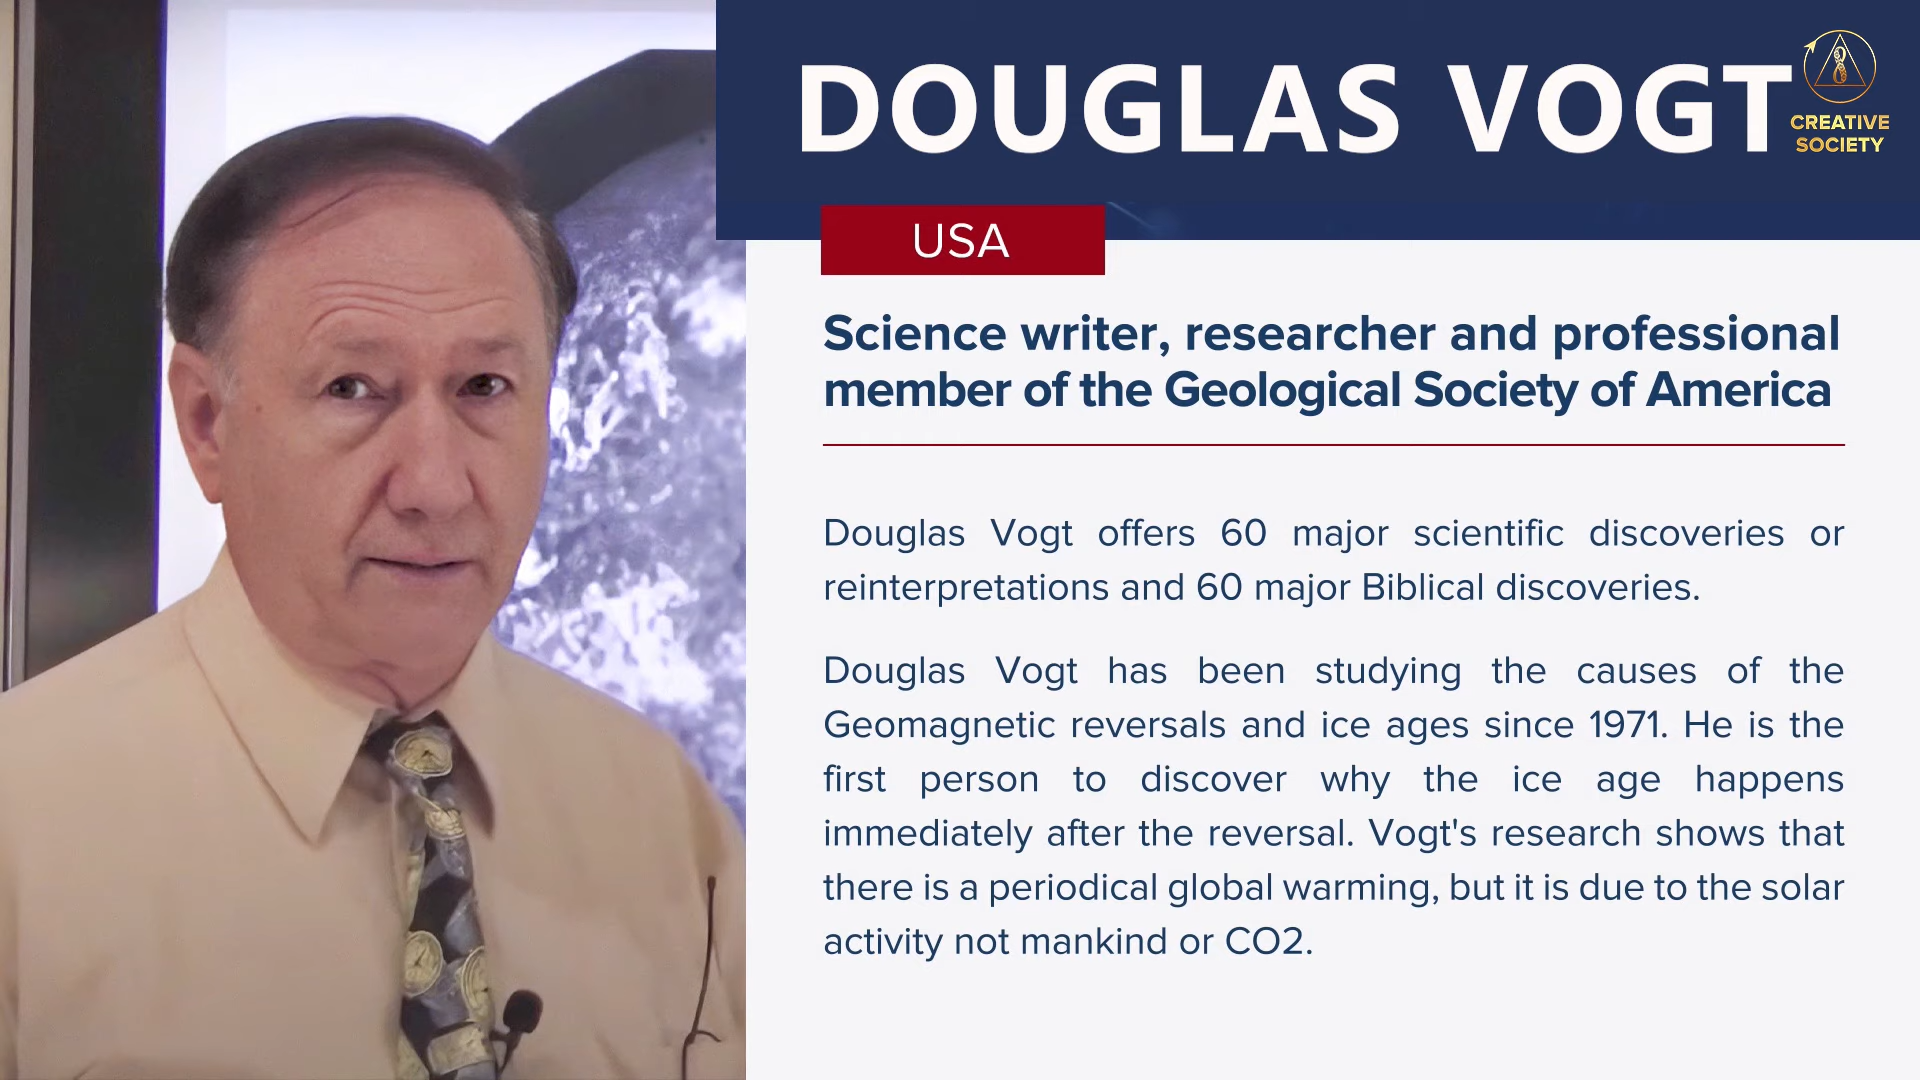 DOUGLAS VOGT
CREATIVE
SOCIETY
USA
Science writer, researcher and professional
member of the Geological Society of America
Douglas Vogt offers 60 major scientific discoveries or
reinterpretations and 60 major Biblical discoveries.
Douglas Vogt has been studying the causes of the
Geomagnetic reversals and ice ages since 1971. He is the
first person to discover why the ice age happens
immediately after the reversal. Vogt's research shows that
there is a periodical global warming, but it is due to the solar
activity not mankind or CO2.